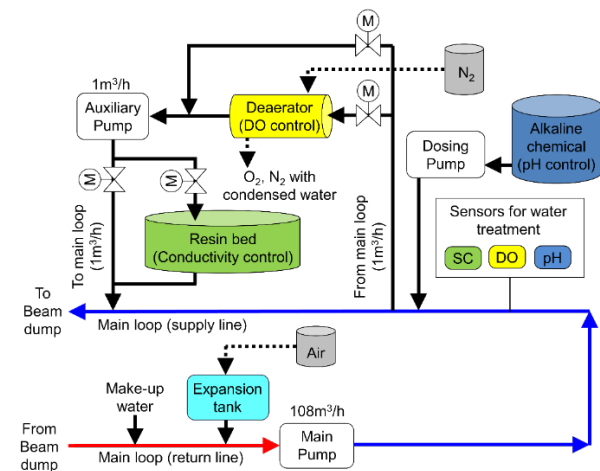 M
1m³/h
N₂
Auxiliary
Pump
Deaerator
(DO control)
M
Alkaline
chemical
(pH control)
Dosing
Pump
M
M
O₂, N₂ with
condensed water
To main loop
(1m³/h)
From main loop
(1m³/h)
Sensors for water
treatment
SC
DO
pH
Resin bed
(Conductivity control)
To
Beam
dump
Main loop (supply line)
Air
Make-up
water
Expansion
tank
108m³/h
From
Beam
dump
Main loop (return line)
Main
Pump